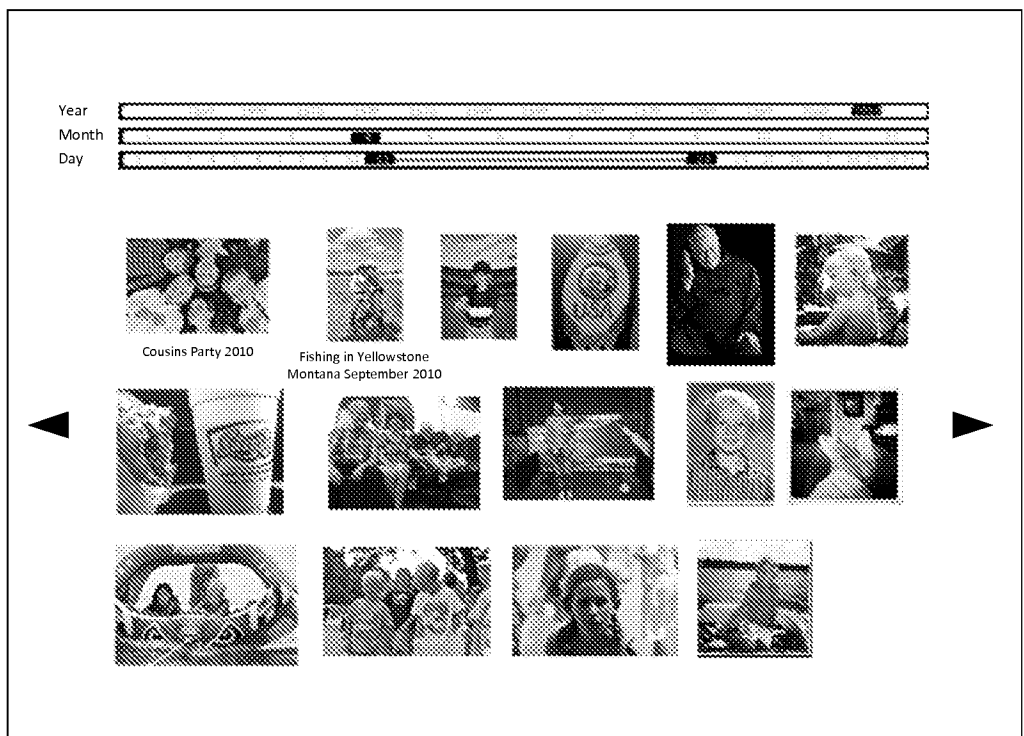 Year
Month
Day
Cousins Party 2010
Fishing in Yellowstone
Montana September 2010